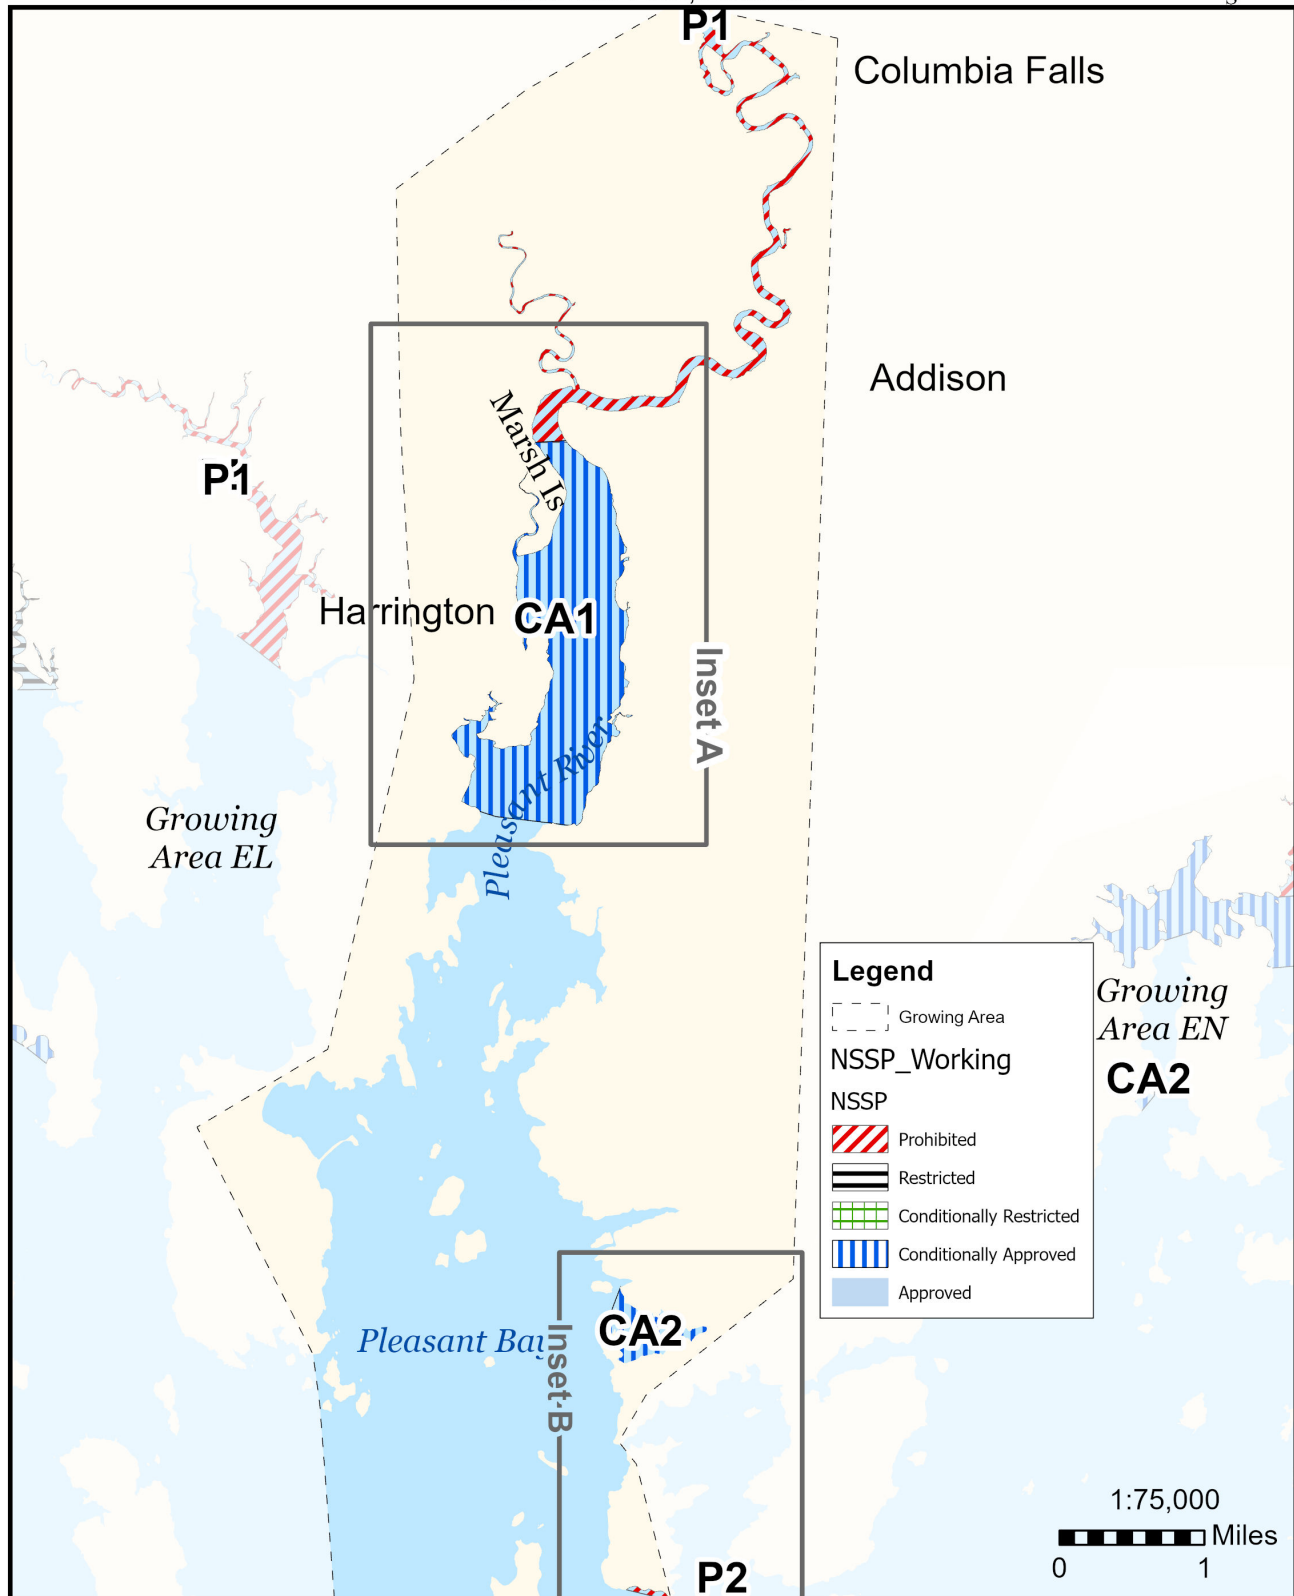 P1
Columbia Falls
Addison
Marsh Is
P1
Harrington
CA1
Inset A
Pleasant River
Growing
Area EL
Legend
Growing Area
NSSP_Working
NSSP
Prohibited
Restricted
Conditionally Restricted
Conditionally Approved
Approved
Growing
Area EN
CA2
CA2
Pleasant Bay
Inset B
1:75,000
Miles
0 1
P2